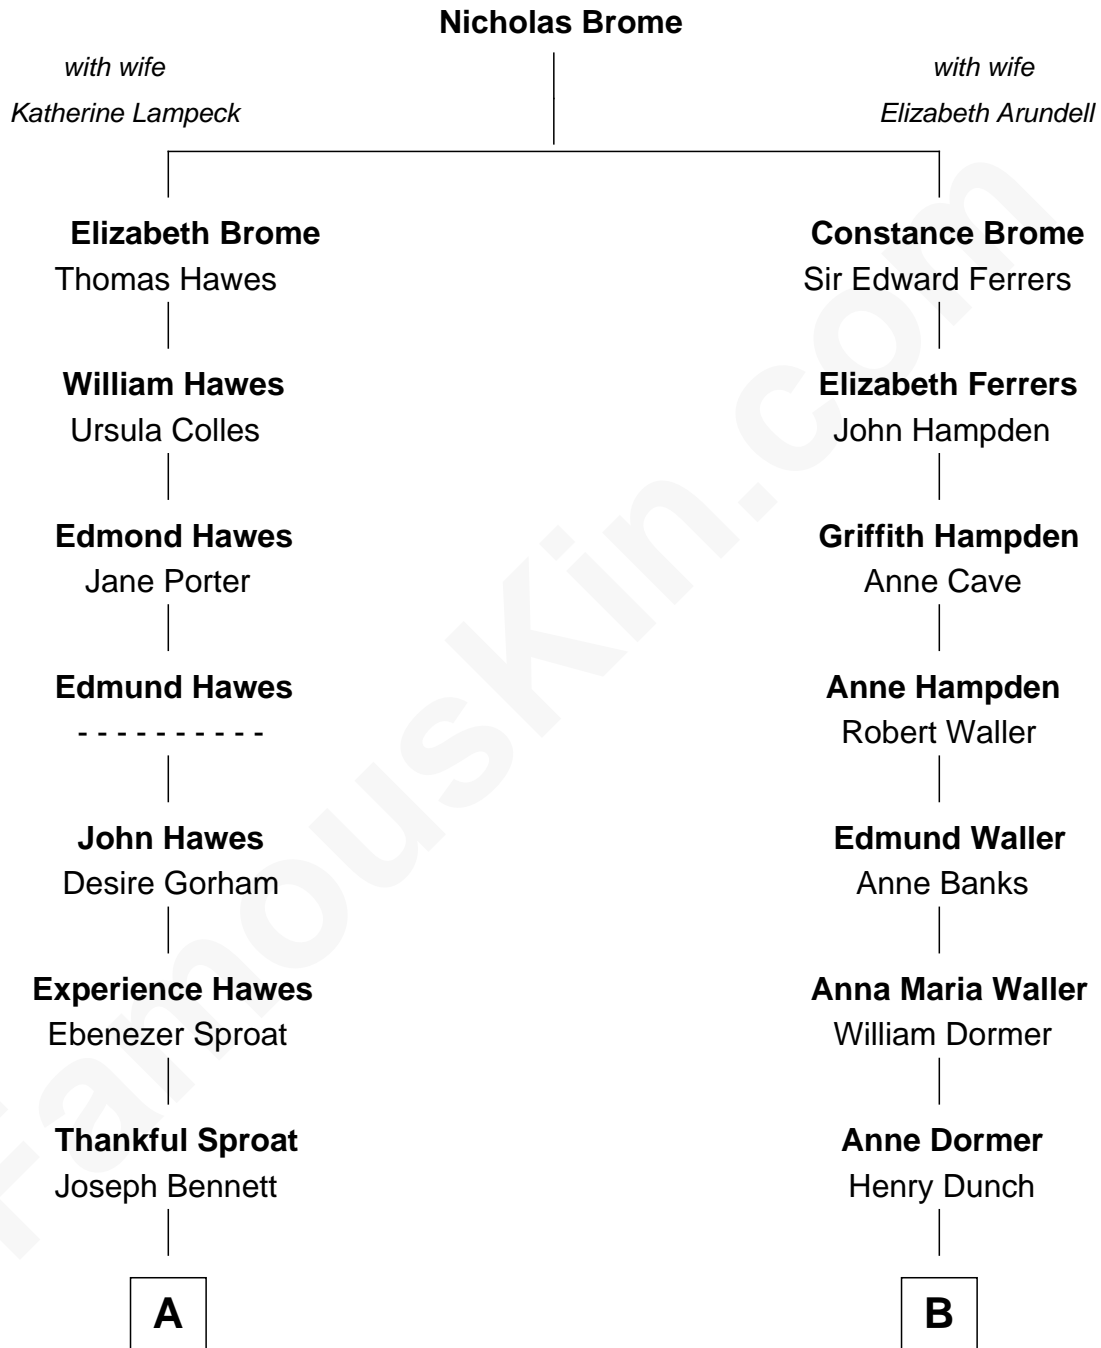 Nicholas Brome
with wife
Katherine Lampeck
with wife
Elizabeth Arundell
Elizabeth Brome
Thomas Hawes
Constance Brome
Sir Edward Ferrers
William Hawes
Ursula Colles
Elizabeth Ferrers
John Hampden
Edmond Hawes
Jane Porter
Griffith Hampden
Anne Cave
Edmund Hawes
- - - - - - - - - -
Anne Hampden
Robert Waller
John Hawes
Desire Gorham
Edmund Waller
Anne Banks
Experience Hawes
Ebenezer Sproat
Anna Maria Waller
William Dormer
Thankful Sproat
Joseph Bennett
Anne Dormer
Henry Dunch
A
B
FamousKin.com